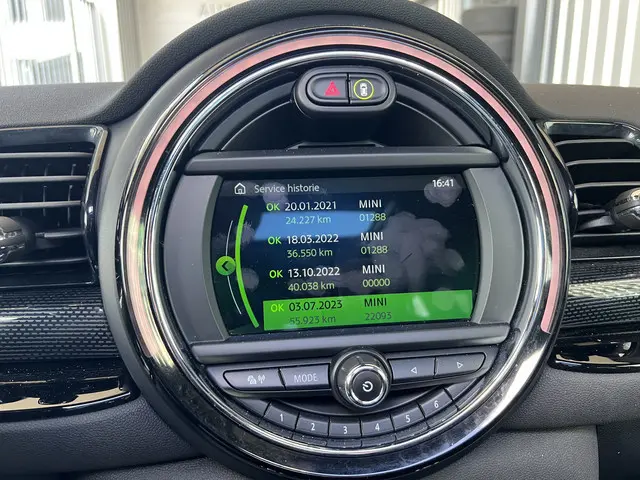 Service historie 16:41
OK 20.01.2021 MINI
24.227 km 01288
OK 18.03.2022 MINI
36.550 km 01288
OK 13.10.2022 MINI
40.038 km 00000
OK 03.07.2023 MINI
55.923 km 22093
MODE
1 2 3 4 5 6